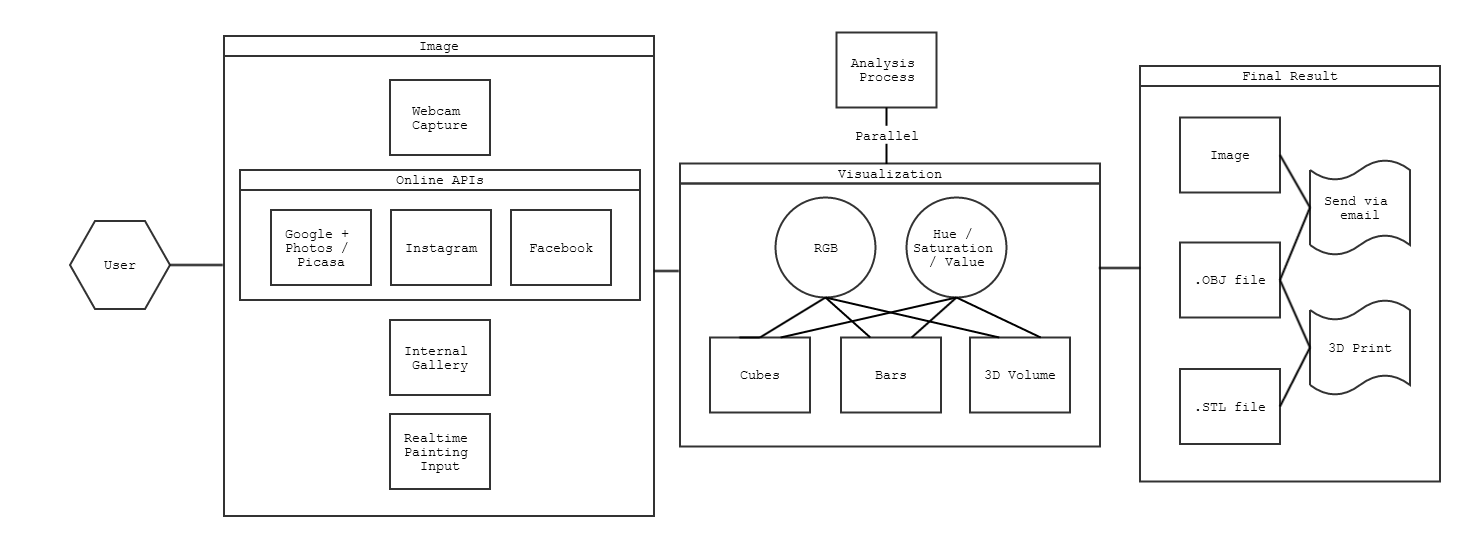 User
Image
Webcam
Capture
Online APIs
Google +
Photos /
Picasa
Instagram
Facebook
Internal
Gallery
Realtime
Painting
Input
Analysis
Process
Parallel
Visualization
RGB
Hue /
Saturation
/ Value
Cubes
Bars
3D Volume
Final Result
Image
Send via
email
.OBJ file
3D Print
.STL file